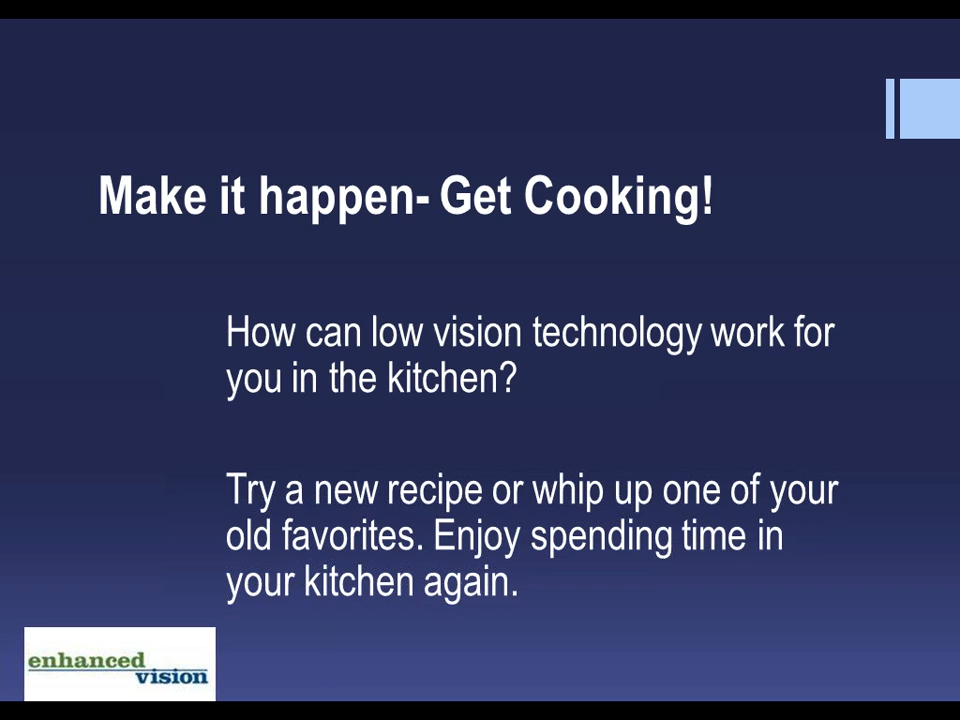 Make it happen- Get Cooking!
How can low vision technology work for
you in the kitchen?
Try a new recipe or whip up one of your
old favorites. Enjoy spending time in
your kitchen again.
enhanced
vision